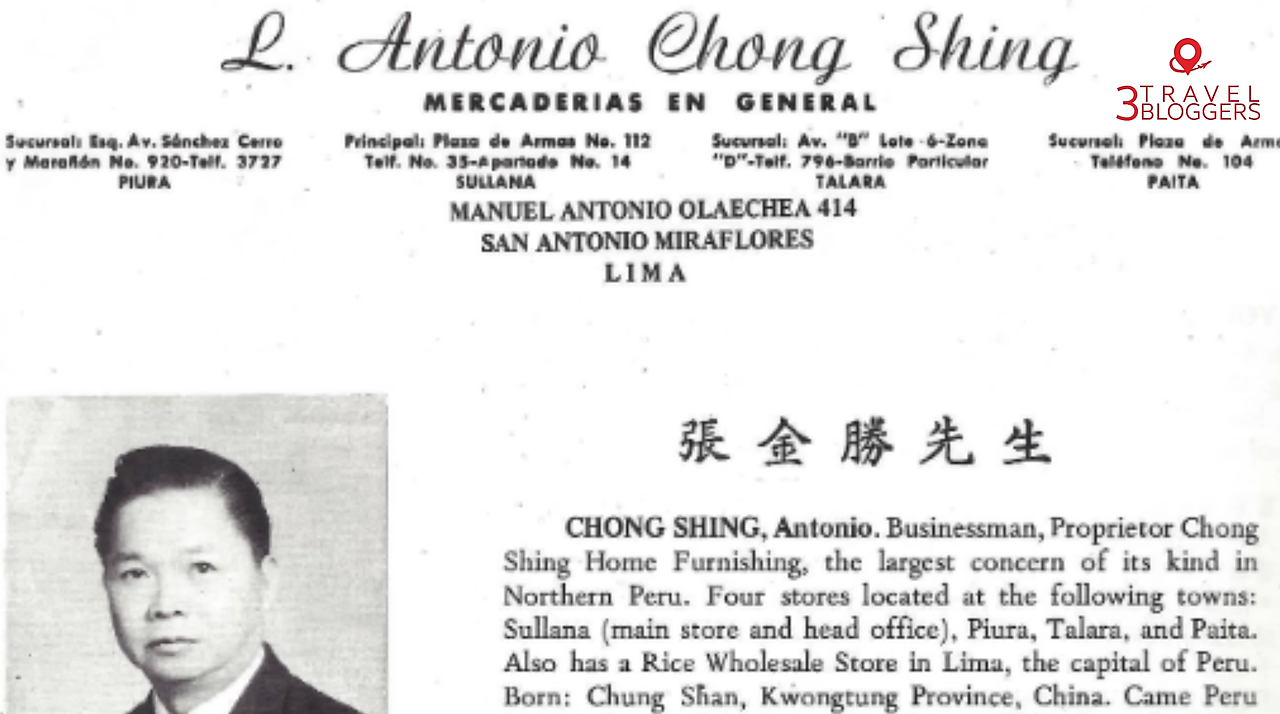 L. Antonio Chong Shing
3TRAVEL
BLOGGERS
MERCADERIAS EN GENERAL
Sucursal: Esq. Av. Sánchez Cerro
y Marañón No. 920-Telf. 3727
PIURA
Principal: Plaza de Armas No. 112
Telf. No. 35-Apartado No. 14
SULLANA
Sucursal: Av. "B" Lote 6-Zona
"D"-Telf. 796-Barrio Particular
TALARA
Sucursal: Plaza de Arm
Teléfono No. 104
PAITA
MANUEL ANTONIO OLAECHEA 414
SAN ANTONIO MIRAFLORES
LIMA
張金勝先生
CHONG SHING, Antonio. Businessman, Proprietor Chong
Shing Home Furnishing, the largest concern of its kind in
Northern Peru. Four stores located at the following towns:
Sullana (main store and head office), Piura, Talara, and Paita.
Also has a Rice Wholesale Store in Lima, the capital of Peru.
Born: Chung Shan, Kwongtung Province, China. Came Peru